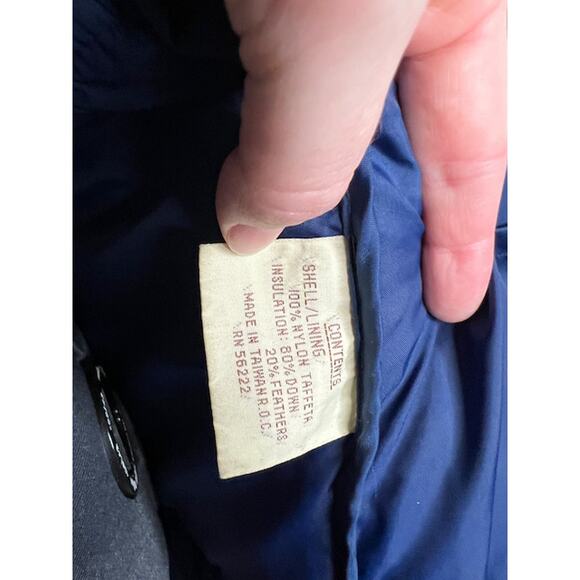 CONTENTS
SHELL/LINING
100% NYLON TAFFETA
INSULATION: 80% DOWN
20% FEATHERS
MADE IN TAIWAN R.O.C.
RN 56222